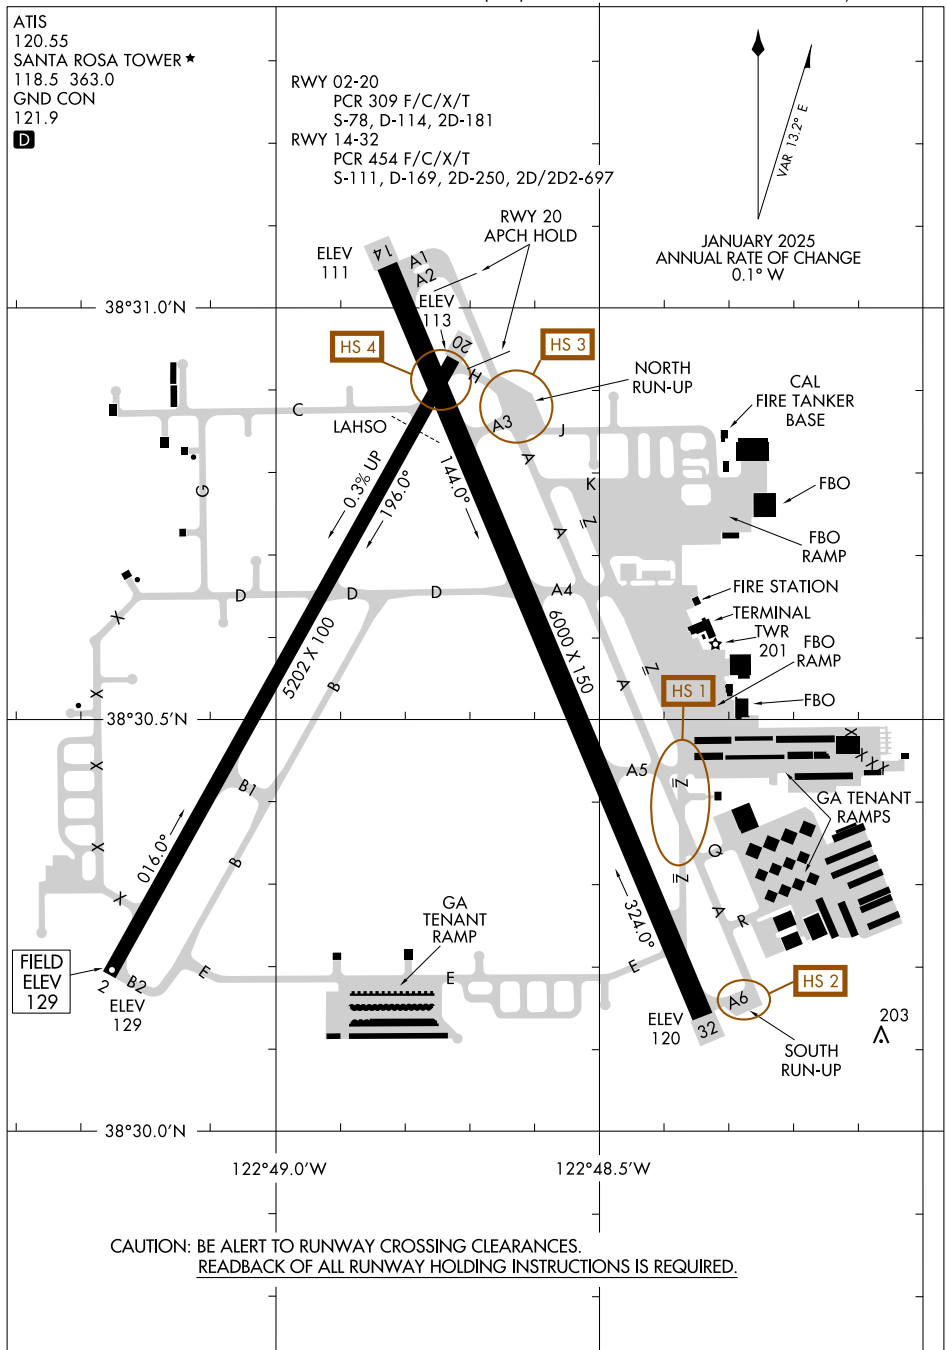 ATIS
120.55
SANTA ROSA TOWER ★
118.5 363.0
GND CON
121.9
D
RWY 02-20
PCR 309 F/C/X/T
S-78, D-114, 2D-181
RWY 14-32
PCR 454 F/C/X/T
S-111, D-169, 2D-250, 2D/2D2-697
VAR 13.2° E
JANUARY 2025
ANNUAL RATE OF CHANGE
0.1° W
RWY 20
APCH HOLD
ELEV
111
14
A1
A2
ELEV
113
20
38°31.0'N
HS 4
HS 3
H
NORTH
RUN-UP
CAL
FIRE TANKER
BASE
C
LAHSO
A3
J
A
K
FBO
G
0.3% UP
196.0°
144.0°
A
Z
FBO
RAMP
D
D
D
A4
FIRE STATION
TERMINAL
TWR
201
X
5202 X 100
6000 X 150
B
A
Z
FBO
RAMP
HS 1
FBO
X
38°30.5'N
X
X
X
X
X
A5
Z
B1
GA TENANT
RAMPS
016.0°
X
B
Q
Z
X
324.0°
A
R
GA
TENANT
RAMP
FIELD
ELEV
129
2
B2
ELEV
129
E
E
E
HS 2
A6
ELEV
120
32
203
SOUTH
RUN-UP
38°30.0'N
122°49.0'W
122°48.5'W
CAUTION: BE ALERT TO RUNWAY CROSSING CLEARANCES.
READBACK OF ALL RUNWAY HOLDING INSTRUCTIONS IS REQUIRED.